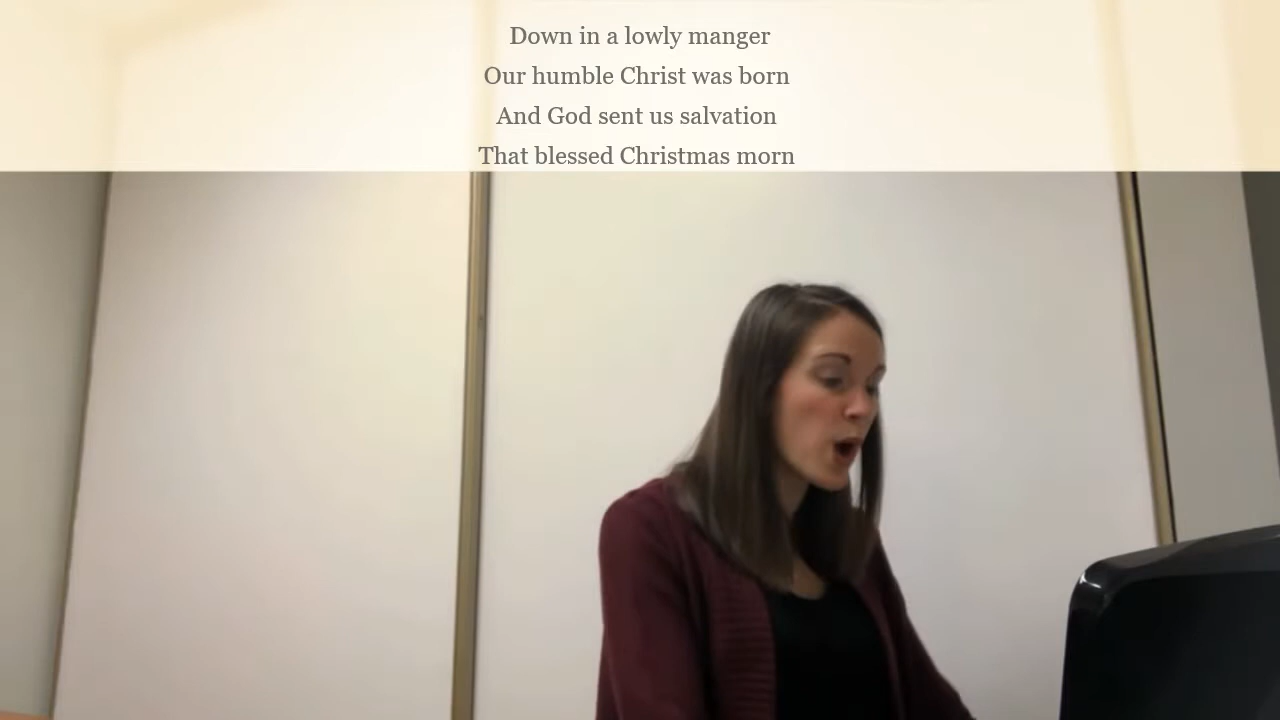 Down in a lowly manger
Our humble Christ was born
And God sent us salvation
That blessed Christmas morn